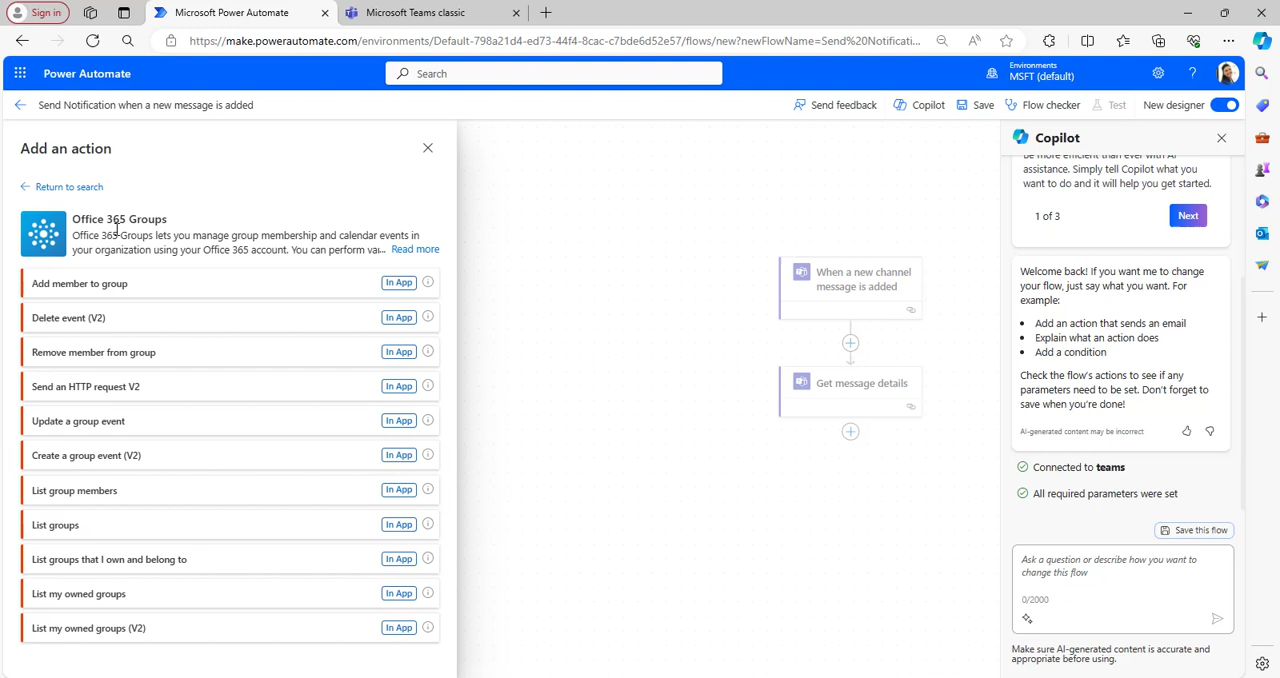 Sign in
Microsoft Power Automate
Microsoft Teams classic
https://make.powerautomate.com/environments/Default-798a21d4-ed73-44f4-8cac-c7bde6d52e57/flows/new?newFlowName=Send%20Notificati...
Power Automate
Search
Environments
MSFT (default)
Send Notification when a new message is added
Send feedback
Copilot
Save
Flow checker
Test
New designer
Add an action
Return to search
Office 365 Groups
Office 365 Groups lets you manage group membership and calendar events in
your organization using your Office 365 account. You can perform var... Read more
Add member to group In App
Delete event (V2) In App
Remove member from group In App
Send an HTTP request V2 In App
Update a group event In App
Create a group event (V2) In App
List group members In App
List groups In App
List groups that I own and belong to In App
List my owned groups In App
List my owned groups (V2) In App
When a new channel
message is added
Get message details
Copilot
be more efficient than ever with AI
assistance. Simply tell Copilot what you
want to do and it will help you get started.
1 of 3
Next
Welcome back! If you want me to change
your flow, just say what you want. For
example:
• Add an action that sends an email
• Explain what an action does
• Add a condition
Check the flow's actions to see if any
parameters need to be set. Don't forget to
save when you're done!
AI-generated content may be incorrect
Connected to teams
All required parameters were set
Save this flow
Ask a question or describe how you want to
change this flow
0/2000
Make sure AI-generated content is accurate and
appropriate before using.